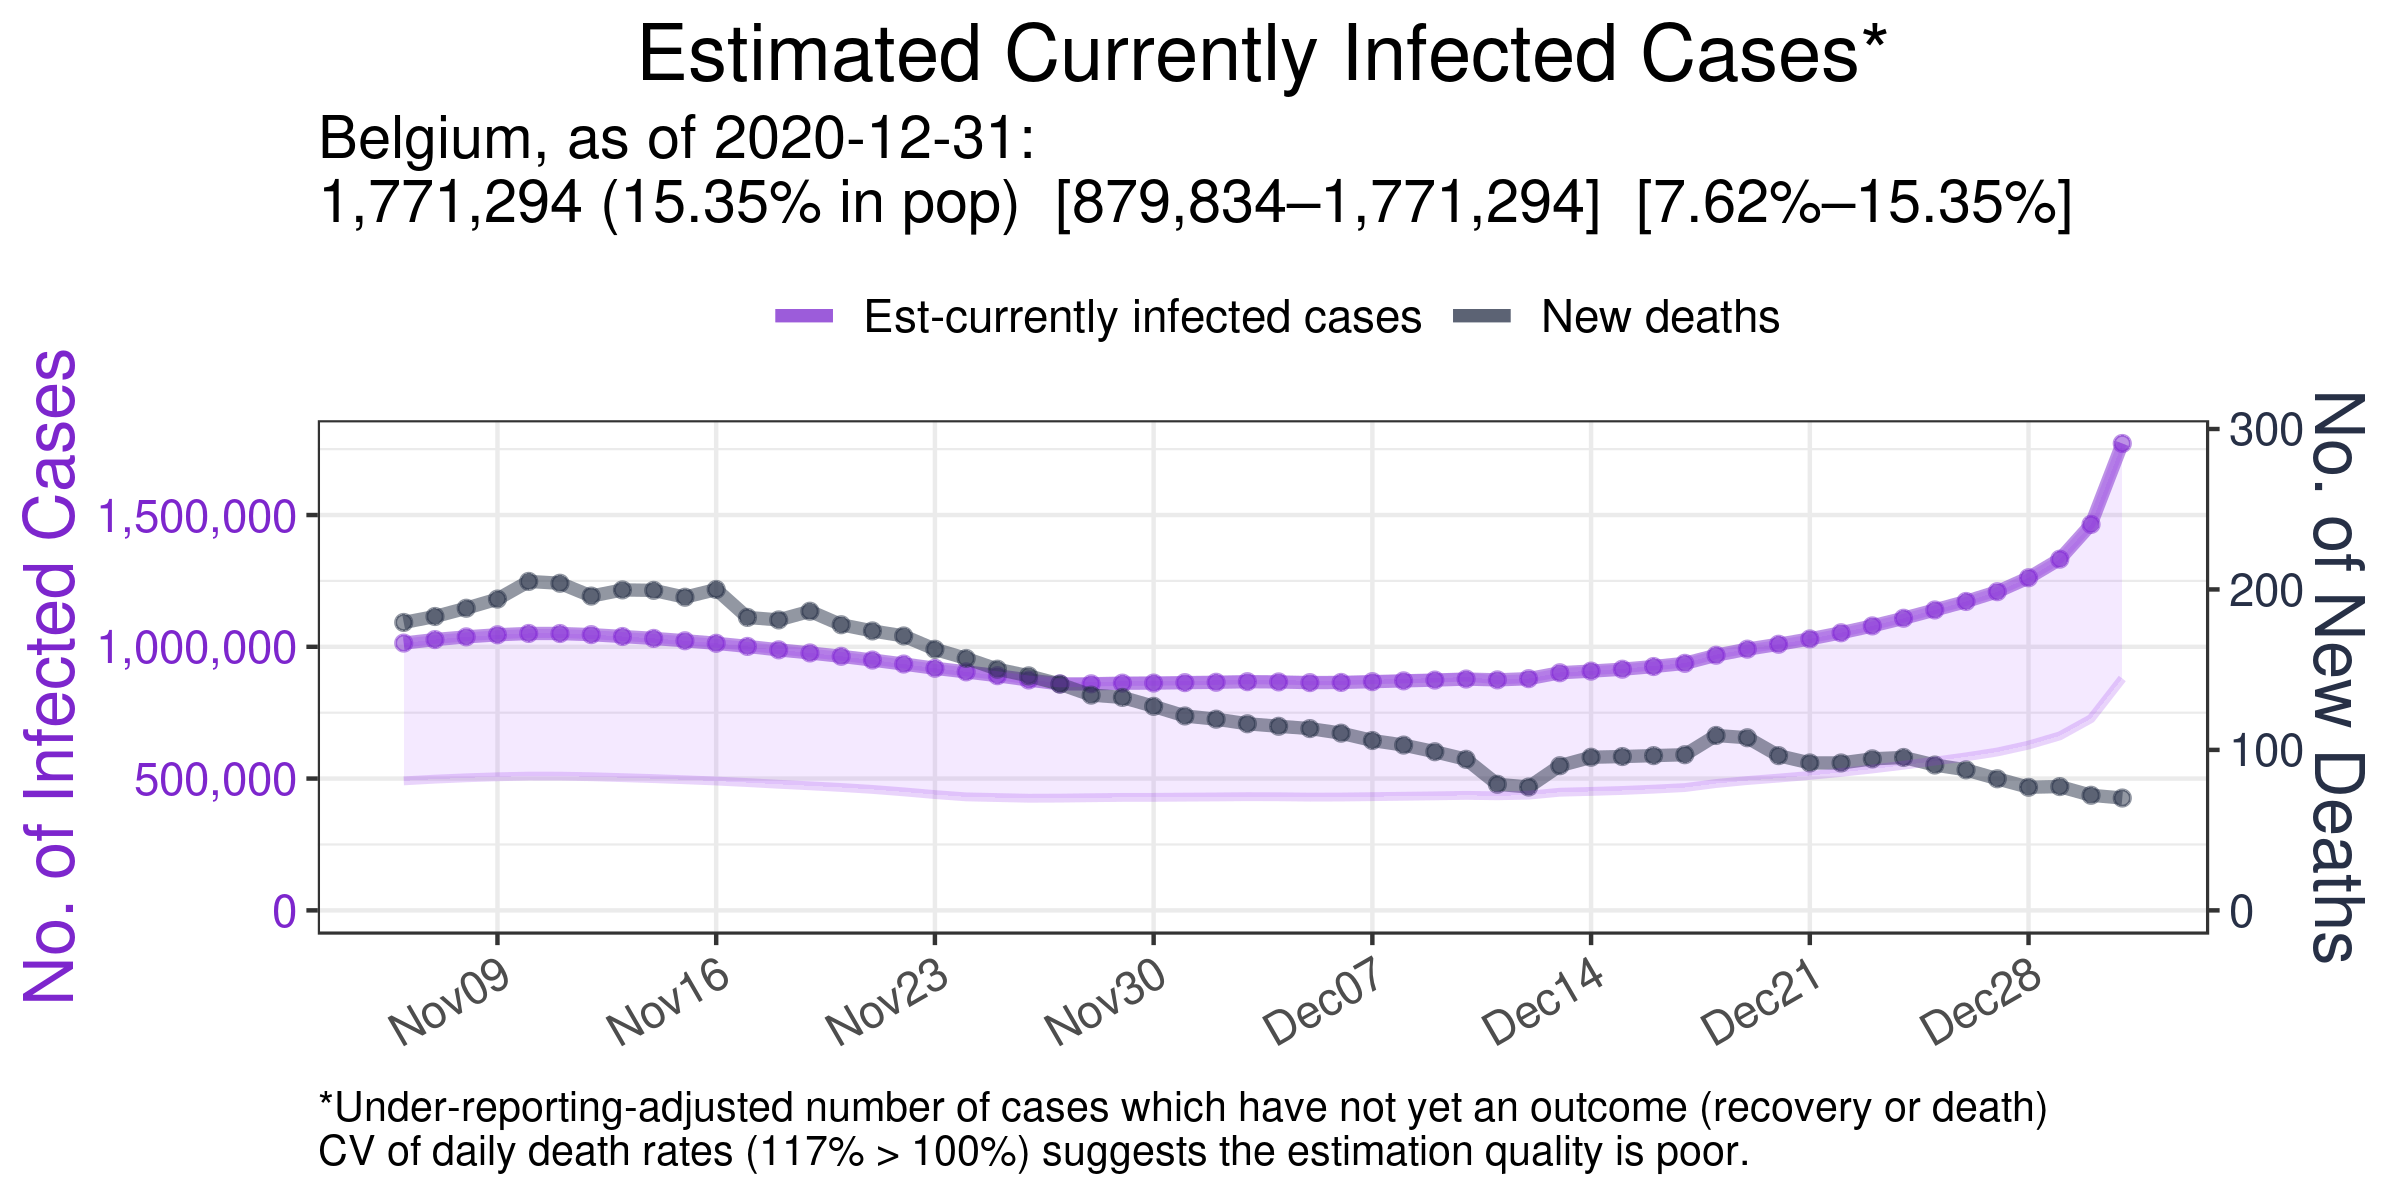 Estimated Currently Infected Cases*
Belgium, as of 2020-12-31:
1,771,294 (15.35% in pop)  [879,834–1,771,294]  [7.62%–15.35%]
Est-currently infected cases
New deaths
No. of Infected Cases
1,500,000
1,000,000
500,000
0
300
200
100
0
No. of New Deaths
Nov09
Nov16
Nov23
Nov30
Dec07
Dec14
Dec21
Dec28
*Under-reporting-adjusted number of cases which have not yet an outcome (recovery or death)
CV of daily death rates (117% > 100%) suggests the estimation quality is poor.